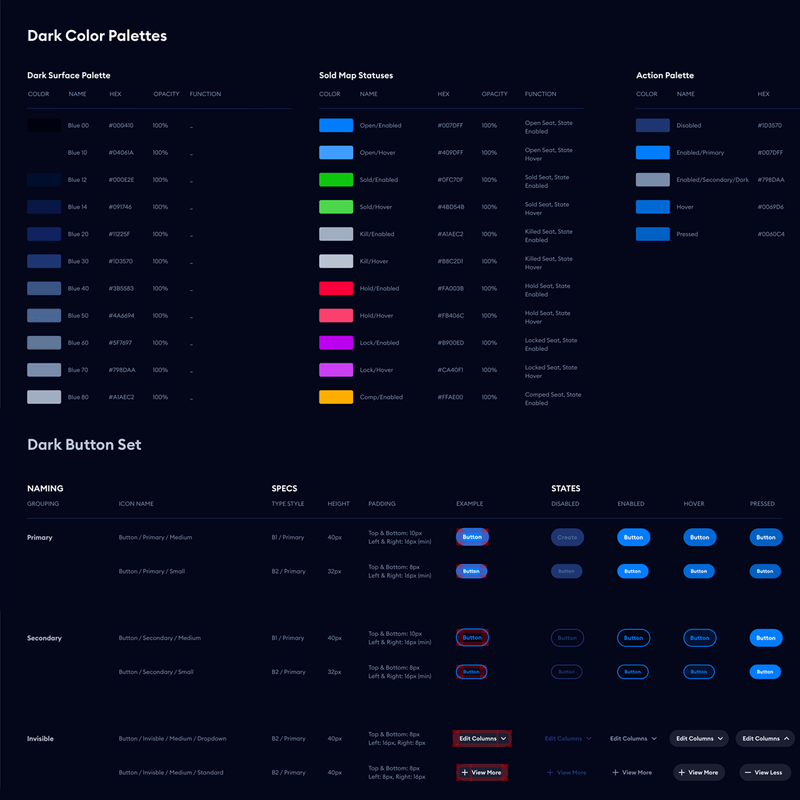 Dark Color Palettes
Dark Surface Palette
COLOR NAME HEX OPACITY FUNCTION
Blue 00 #000410 100% _
Blue 10 #04061A 100% _
Blue 12 #000E2E 100% _
Blue 14 #091746 100% _
Blue 20 #11225F 100% _
Blue 30 #1D3570 100% _
Blue 40 #3B5583 100% _
Blue 50 #4A6694 100% _
Blue 60 #5F7697 100% _
Blue 70 #798DAA 100% _
Blue 80 #A1AEC2 100% _
Sold Map Statuses
COLOR NAME HEX OPACITY FUNCTION
Open/Enabled #007DFF 100% Open Seat, State
Enabled
Open/Hover #409DFF 100% Open Seat, State
Hover
Sold/Enabled #0FC70F 100% Sold Seat, State
Enabled
Sold/Hover #4BD54B 100% Sold Seat, State
Hover
Kill/Enabled #A1AEC2 100% Killed Seat, State
Enabled
Kill/Hover #B8C2D1 100% Killed Seat, State
Hover
Hold/Enabled #FA003B 100% Hold Seat, State
Enabled
Hold/Hover #FB406C 100% Hold Seat, State
Hover
Lock/Enabled #B900ED 100% Locked Seat, State
Enabled
Lock/Hover #CA40F1 100% Locked Seat, State
Hover
Comp/Enabled #FFAE00 100% Comped Seat, State
Enabled
Action Palette
COLOR NAME HEX
Disabled #1D3570
Enabled/Primary #007DFF
Enabled/Secondary/Dark #798DAA
Hover #0069D6
Pressed #0060C4
Dark Button Set
NAMING SPECS STATES
GROUPING ICON NAME TYPE STYLE HEIGHT PADDING EXAMPLE DISABLED ENABLED HOVER PRESSED
Primary Button / Primary / Medium B1 / Primary 40px Top & Bottom: 10px
Left & Right: 16px (min) Button Create Button Button Button
Button / Primary / Small B2 / Primary 32px Top & Bottom: 8px
Left & Right: 16px (min) Button Button Button Button Button
Secondary Button / Secondary / Medium B1 / Primary 40px Top & Bottom: 10px
Left & Right: 16px (min) Button Button Button Button Button
Button / Secondary / Small B2 / Primary 32px Top & Bottom: 8px
Left & Right: 16px (min) Button Button Button Button Button
Invisible Button / Invisible / Medium / Dropdown B2 / Primary 40px Top & Bottom: 8px
Left: 16px, Right: 8px Edit Columns Edit Columns Edit Columns Edit Columns Edit Columns
Button / Invisible / Medium / Standard B2 / Primary 40px Top & Bottom: 8px
Left: 8px, Right: 16px + View More + View More + View More + View More − View Less